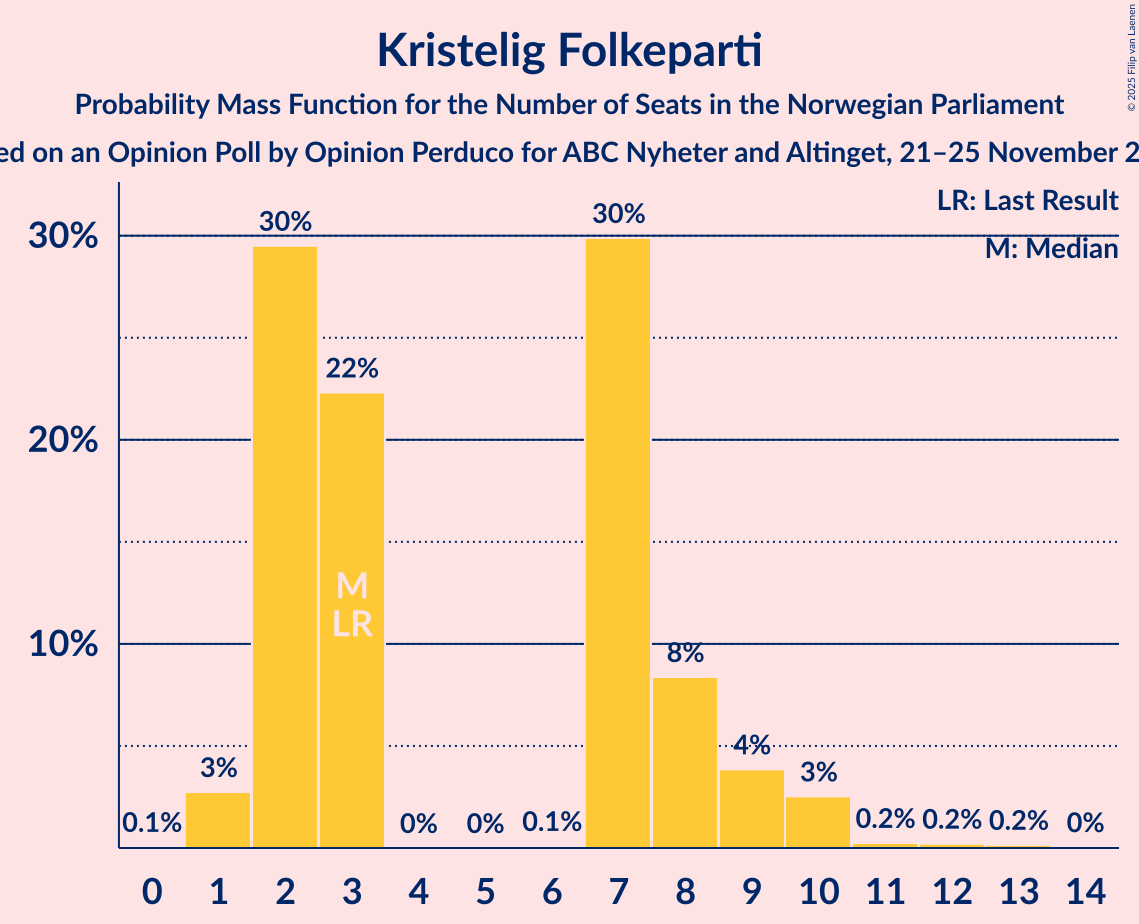 Kristelig Folkeparti
Probability Mass Function for the Number of Seats in the Norwegian Parliament
on an Opinion Poll by Opinion Perduco for ABC Nyheter and Altinget, 21–25 November
© 2025 Filip van Laenen
LR: Last Result
M: Median
30%
20%
10%
0.1%
3%
30%
22%
0%
0%
0.1%
30%
8%
4%
3%
0.2%
0.2%
0.2%
0%
M
LR
0 1 2 3 4 5 6 7 8 9 10 11 12 13 14